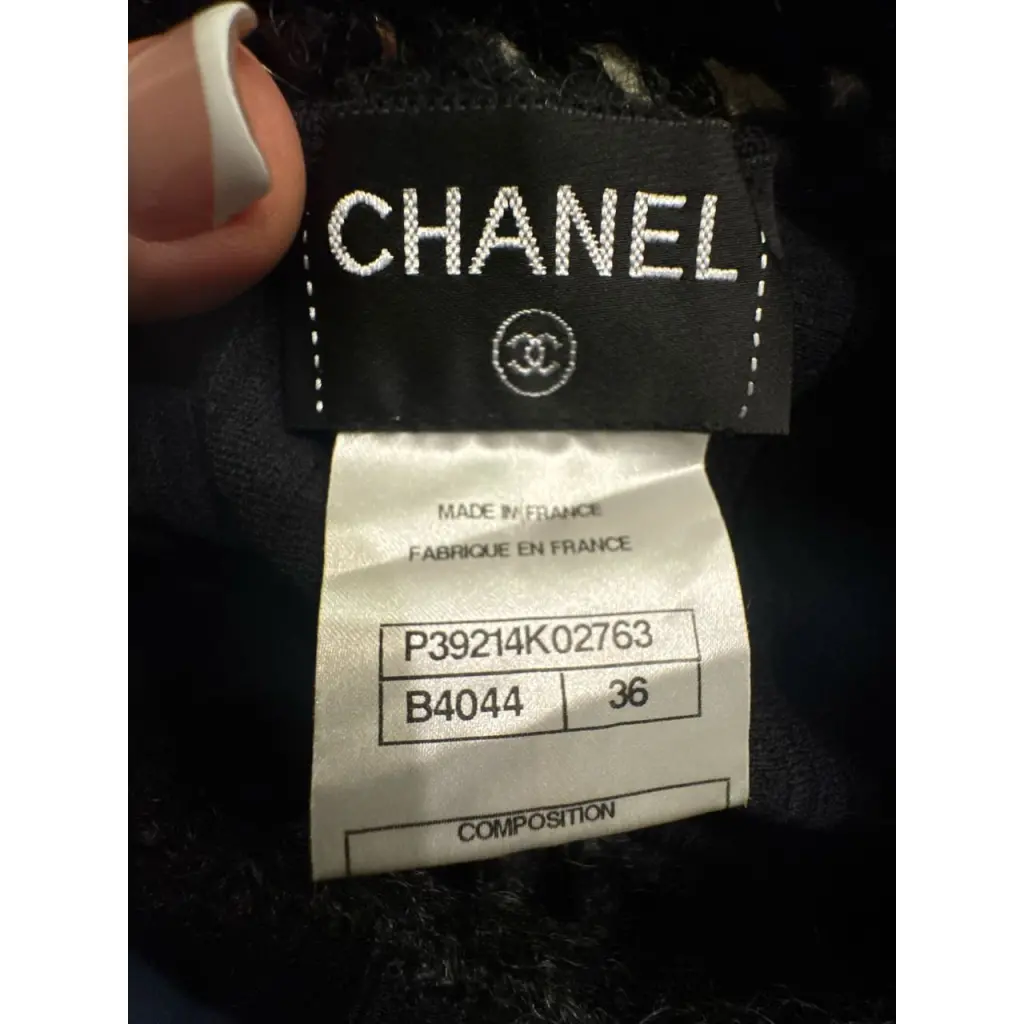 CHANEL
MADE IN FRANCE
FABRIQUE EN FRANCE
P39214K02763
B4044 36
COMPOSITION